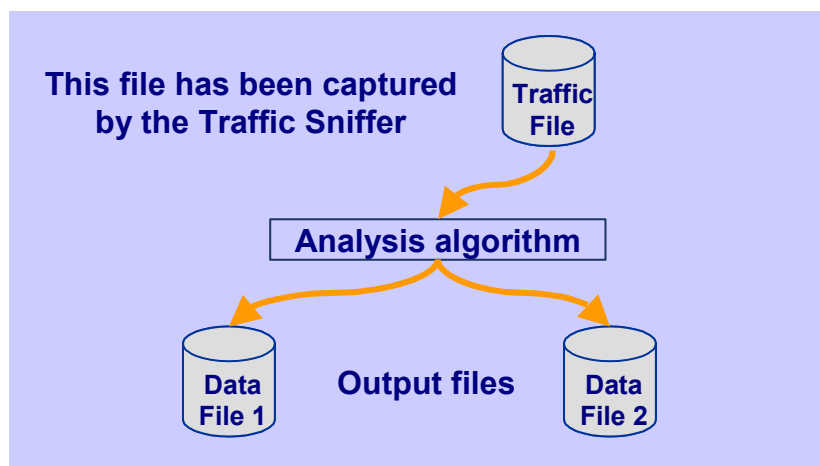 This file has been captured
by the Traffic Sniffer
Traffic
File
Analysis algorithm
Data
File 1
Output files
Data
File 2